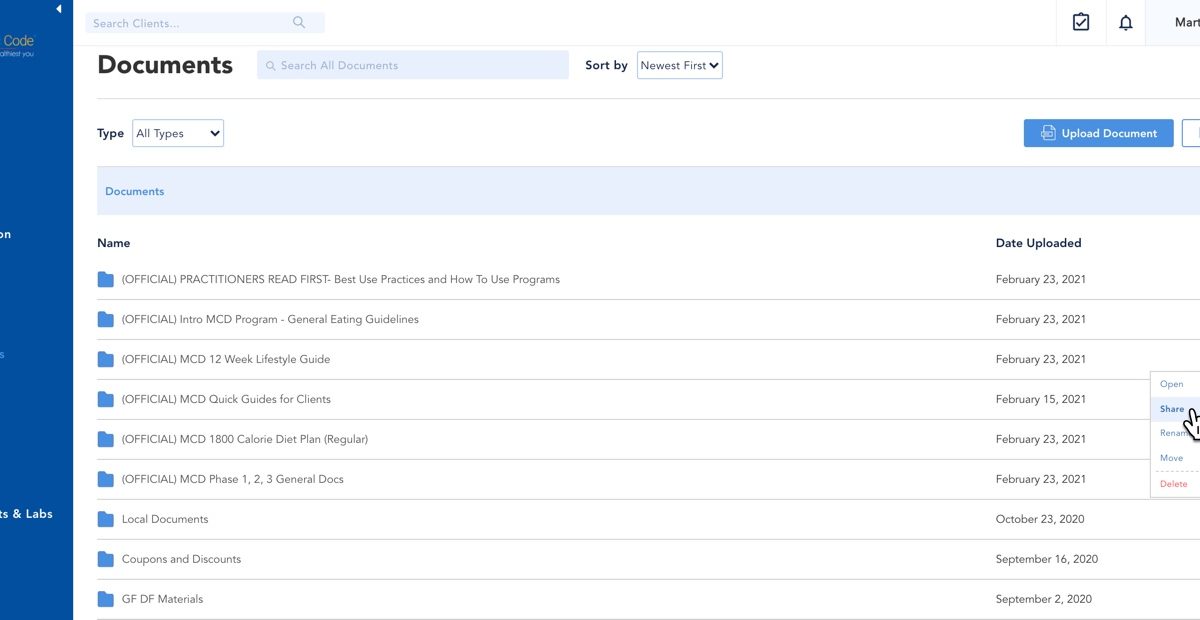 Search Clients...
Mart
Code
althiest you
Documents
Search All Documents
Sort by
Newest First
Type
All Types
Upload Document
Documents
on
Name
Date Uploaded
(OFFICIAL) PRACTITIONERS READ FIRST- Best Use Practices and How To Use Programs
February 23, 2021
(OFFICIAL) Intro MCD Program - General Eating Guidelines
February 23, 2021
s
(OFFICIAL) MCD 12 Week Lifestyle Guide
February 23, 2021
Open
(OFFICIAL) MCD Quick Guides for Clients
February 15, 2021
Share
(OFFICIAL) MCD 1800 Calorie Diet Plan (Regular)
February 23, 2021
Renam
Move
(OFFICIAL) MCD Phase 1, 2, 3 General Docs
February 23, 2021
Delete
ts & Labs
Local Documents
October 23, 2020
Coupons and Discounts
September 16, 2020
GF DF Materials
September 2, 2020